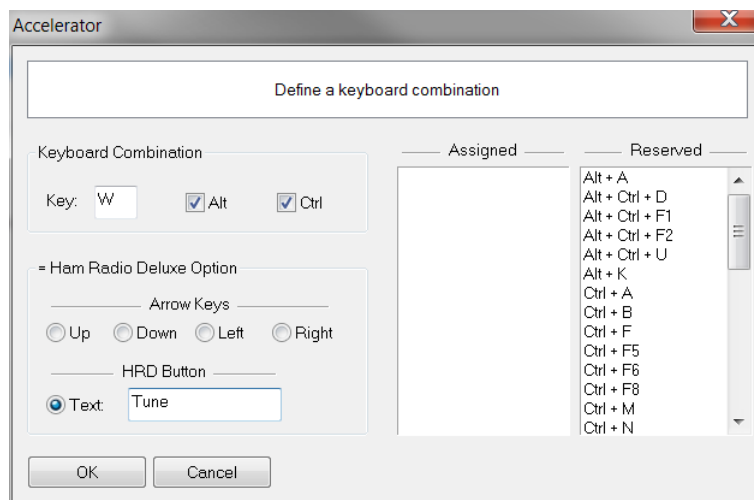 Accelerator
Define a keyboard combination
Keyboard Combination
Key: W Alt Ctrl
= Ham Radio Deluxe Option
Arrow Keys
Up Down Left Right
HRD Button
Text: Tune
Assigned
Reserved
Alt + A
Alt + Ctrl + D
Alt + Ctrl + F1
Alt + Ctrl + F2
Alt + Ctrl + U
Alt + K
Ctrl + A
Ctrl + B
Ctrl + F
Ctrl + F5
Ctrl + F6
Ctrl + F8
Ctrl + M
Ctrl + N
OK Cancel